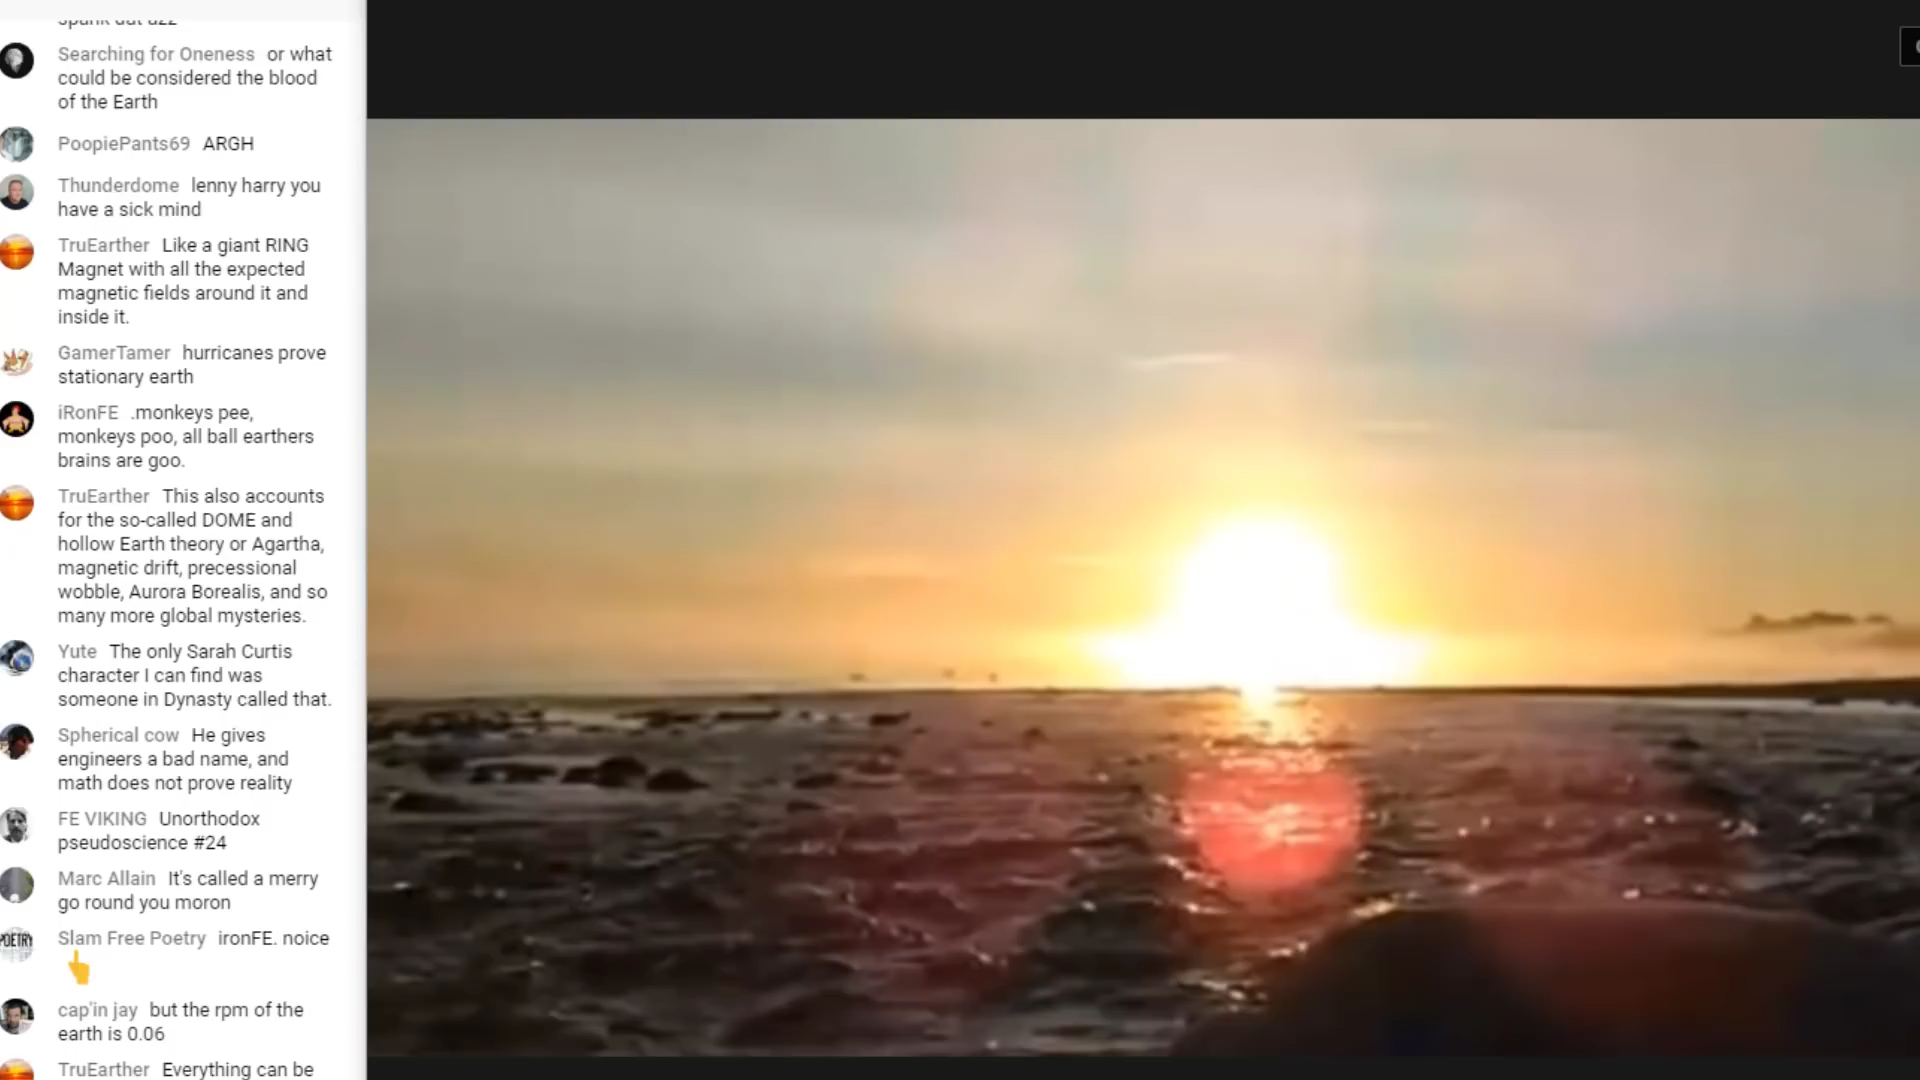 Searching for Oneness or what
could be considered the blood
of the Earth
PoopiePants69 ARGH
Thunderdome lenny harry you
have a sick mind
TruEarther Like a giant RING
Magnet with all the expected
magnetic fields around it and
inside it.
GamerTamer hurricanes prove
stationary earth
iRonFE .monkeys pee,
monkeys poo, all ball earthers
brains are goo.
TruEarther This also accounts
for the so-called DOME and
hollow Earth theory or Agartha,
magnetic drift, precessional
wobble, Aurora Borealis, and so
many more global mysteries.
Yute The only Sarah Curtis
character I can find was
someone in Dynasty called that.
Spherical cow He gives
engineers a bad name, and
math does not prove reality
FE VIKING Unorthodox
pseudoscience #24
Marc Allain It's called a merry
go round you moron
POETRY
Slam Free Poetry ironFE. noice
cap'in jay but the rpm of the
earth is 0.06
TruEarther Everything can be